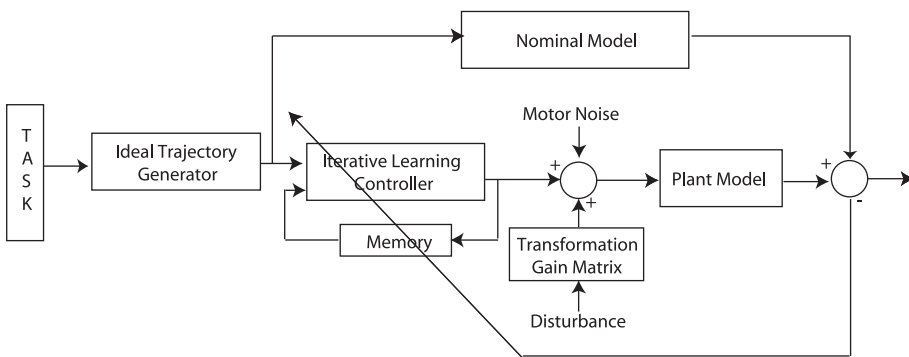 Nominal Model
T
A
S
K
Ideal Trajectory
Generator
Iterative Learning
Controller
Memory
Motor Noise
+
+
Transformation
Gain Matrix
Disturbance
Plant Model
+
-